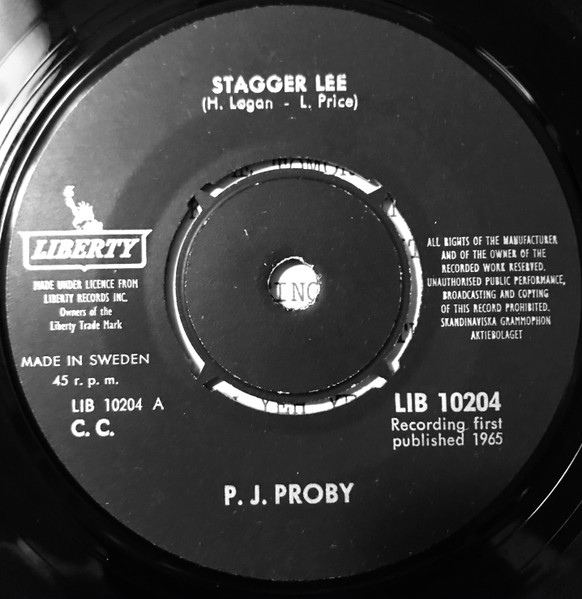 STAGGER LEE
(H. Logan - L. Price)
LIBERTY
MADE UNDER LICENCE FROM
LIBERTY RECORDS INC.
Owners of the
Liberty Trade Mark
MADE IN SWEDEN
45 r. p. m.
LIB 10204 A
C. C.
ALL RIGHTS OF THE MANUFACTURER
AND OF THE OWNER OF THE
RECORDED WORK RESERVED.
UNAUTHORISED PUBLIC PERFORMANCE,
BROADCASTING AND COPYING
OF THIS RECORD PROHIBITED.
SKANDINAVISKA GRAMMOPHON
AKTIEBOLAGET
LIB 10204
Recording first
published 1965
P. J. PROBY
ING